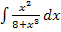 ∫ x²/(8+x³) dx